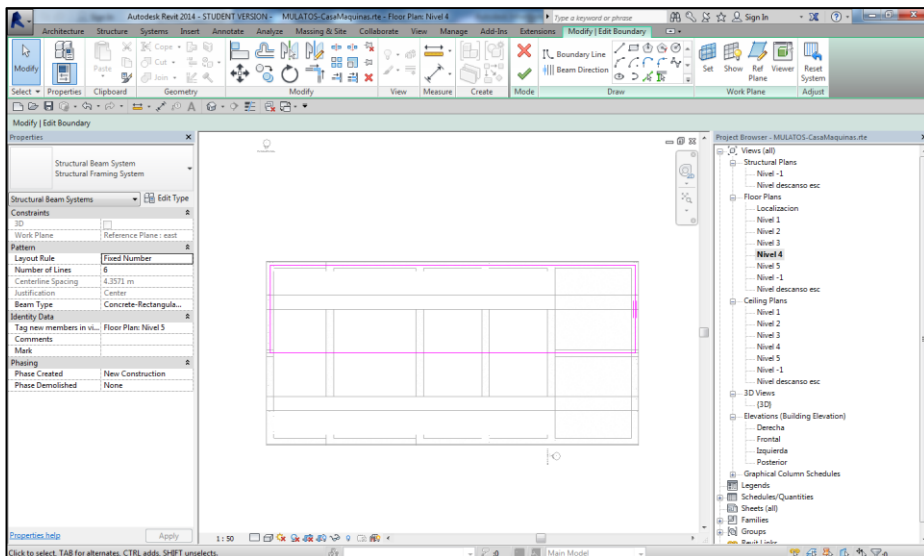 Autodesk Revit 2014 - STUDENT VERSION - MULATOS-CasaMaquinas.rte - Floor Plan: Nivel 4
Type a keyword or phrase
Sign In
Architecture Structure Systems Insert Annotate Analyze Massing & Site Collaborate View Manage Add-Ins Extensions Modify | Edit Boundary
Modify
Properties
Paste
Cope
Cut
Join
Boundary Line
Beam Direction
Set Show Ref Plane Viewer Reset System
Select Properties Clipboard Geometry Modify View Measure Create Mode Draw Work Plane Adjust
Modify | Edit Boundary
Properties
Structural Beam System
Structural Framing System
Structural Beam Systems Edit Type
Constraints
3D
Work Plane Reference Plane : east
Pattern
Layout Rule Fixed Number
Number of Lines 6
Centerline Spacing 4.3571 m
Justification Center
Beam Type Concrete-Rectangula...
Identity Data
Tag new members in vi... Floor Plan: Nivel 5
Comments
Mark
Phasing
Phase Created New Construction
Phase Demolished None
Properties help Apply
1 : 50
Project Browser - MULATOS-CasaMaquinas.rte
Views (all)
Structural Plans
Nivel -1
Nivel descanso esc
Floor Plans
Localizacion
Nivel 1
Nivel 2
Nivel 3
Nivel 4
Nivel 5
Nivel -1
Nivel descanso esc
Ceiling Plans
Nivel 1
Nivel 2
Nivel 3
Nivel 4
Nivel 5
Nivel -1
Nivel descanso esc
3D Views
{3D}
Elevations (Building Elevation)
Derecha
Frontal
Izquierda
Posterior
Graphical Column Schedules
Legends
Schedules/Quantities
Sheets (all)
Families
Groups
Revit Links
Click to select, TAB for alternates, CTRL adds, SHIFT unselects.
Main Model